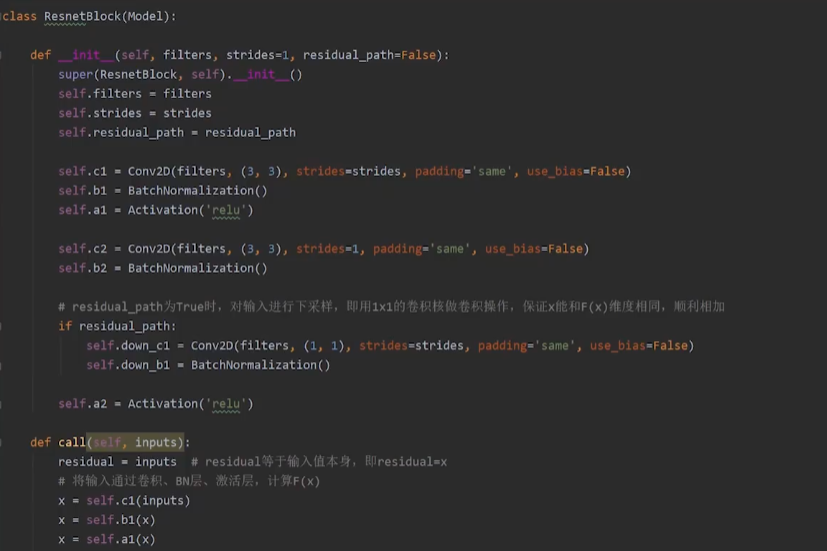 class ResnetBlock(Model):
def __init__(self, filters, strides=1, residual_path=False):
super(ResnetBlock, self).__init__()
self.filters = filters
self.strides = strides
self.residual_path = residual_path
self.c1 = Conv2D(filters, (3, 3), strides=strides, padding='same', use_bias=False)
self.b1 = BatchNormalization()
self.a1 = Activation('relu')
self.c2 = Conv2D(filters, (3, 3), strides=1, padding='same', use_bias=False)
self.b2 = BatchNormalization()
# residual_path为True时，对输入进行下采样，即用1x1的卷积核做卷积操作，保证x能和F(x)维度相同，顺利相加
if residual_path:
self.down_c1 = Conv2D(filters, (1, 1), strides=strides, padding='same', use_bias=False)
self.down_b1 = BatchNormalization()
self.a2 = Activation('relu')
def call(self, inputs):
residual = inputs  # residual等于输入值本身，即residual=x
# 将输入通过卷积、BN层、激活层，计算F(x)
x = self.c1(inputs)
x = self.b1(x)
x = self.a1(x)